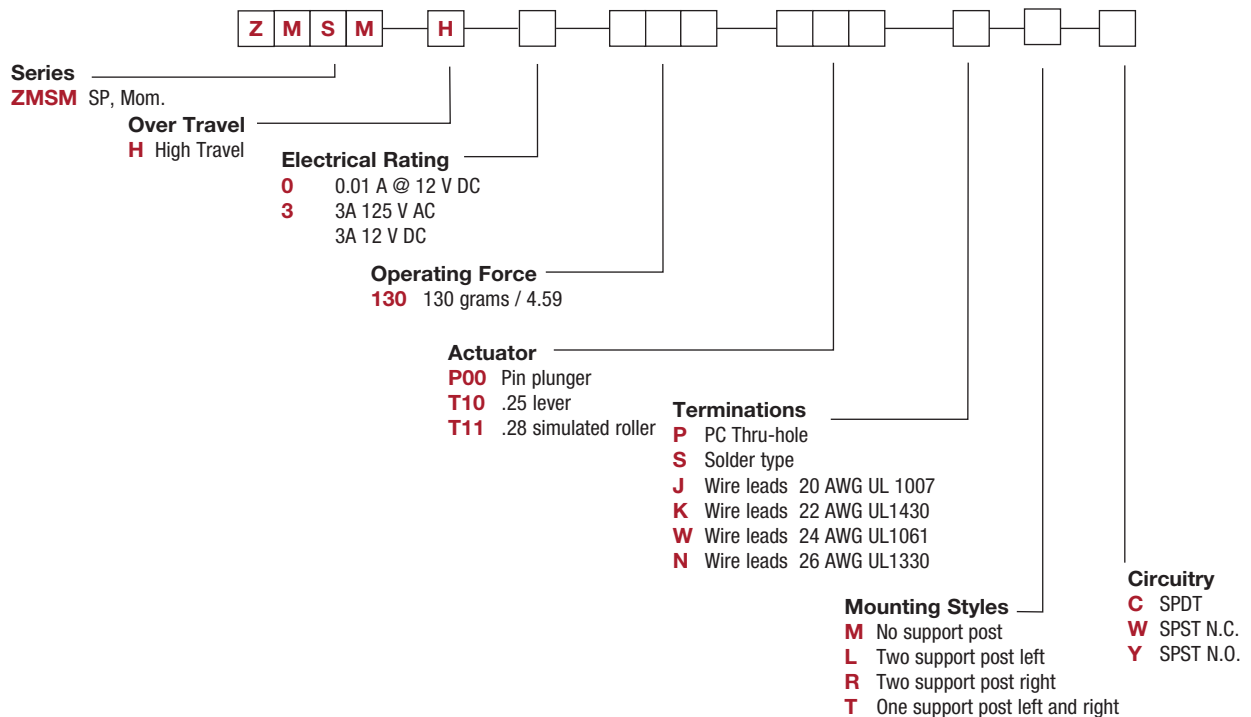 Z M S M H
Series
ZMSM SP, Mom.
Over Travel
H High Travel
Electrical Rating
0 0.01 A @ 12 V DC
3 3A 125 V AC
3A 12 V DC
Operating Force
130 130 grams / 4.59
Actuator
P00 Pin plunger
T10 .25 lever
T11 .28 simulated roller
Terminations
P PC Thru-hole
S Solder type
J Wire leads 20 AWG UL 1007
K Wire leads 22 AWG UL1430
W Wire leads 24 AWG UL1061
N Wire leads 26 AWG UL1330
Mounting Styles
M No support post
L Two support post left
R Two support post right
T One support post left and right
Circuitry
C SPDT
W SPST N.C.
Y SPST N.O.